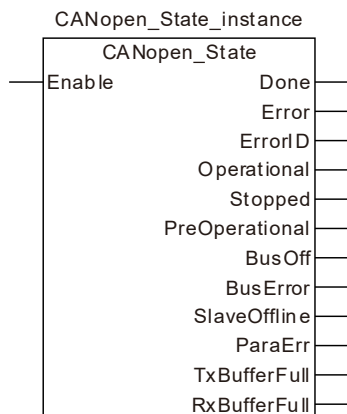 CANopen_State_instance
CANopen_State
Enable Done
Error
ErrorID
Operational
Stopped
PreOperational
BusOff
BusError
SlaveOffline
ParaErr
TxBufferFull
RxBufferFull